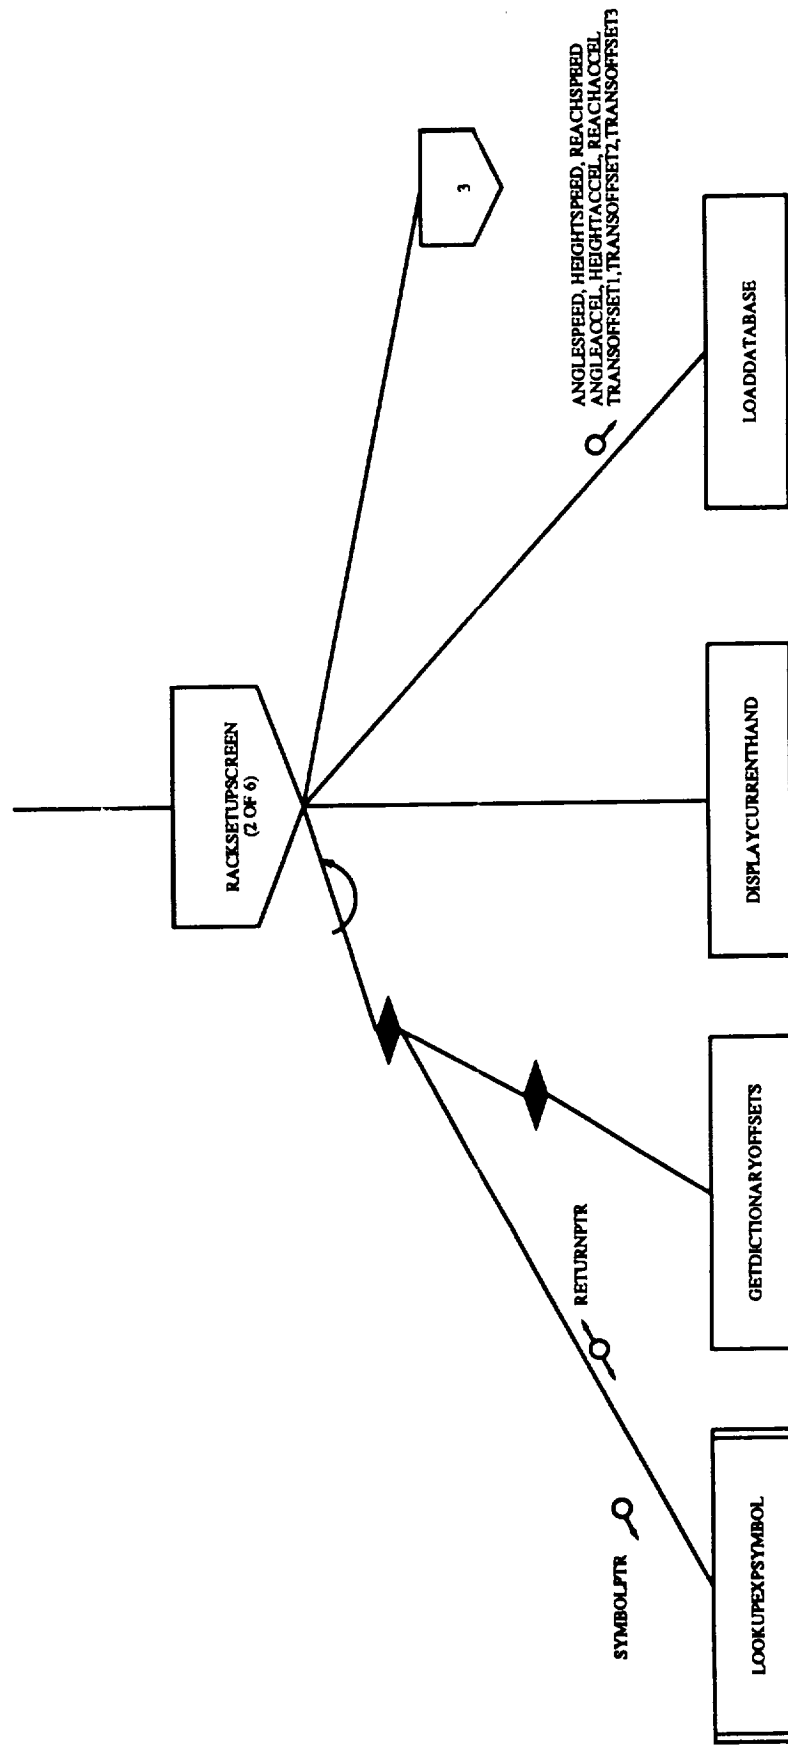 RACKSETUPSCREEN
(2 OF 6)
3
SYMBOLPTR
RETURNPTR
ANGLESPEED, HEIGHTSPEED, REACHSPEED
ANGLEACCEL, HEIGHTACCEL, REACHACCEL
TRANSOFFSET1,TRANSOFFSET2,TRANSOFFSET3
LOOKUPEXPSYMBOL
GETDICTIONARYOFFSETS
DISPLAYCURRENTHAND
LOADDATABASE